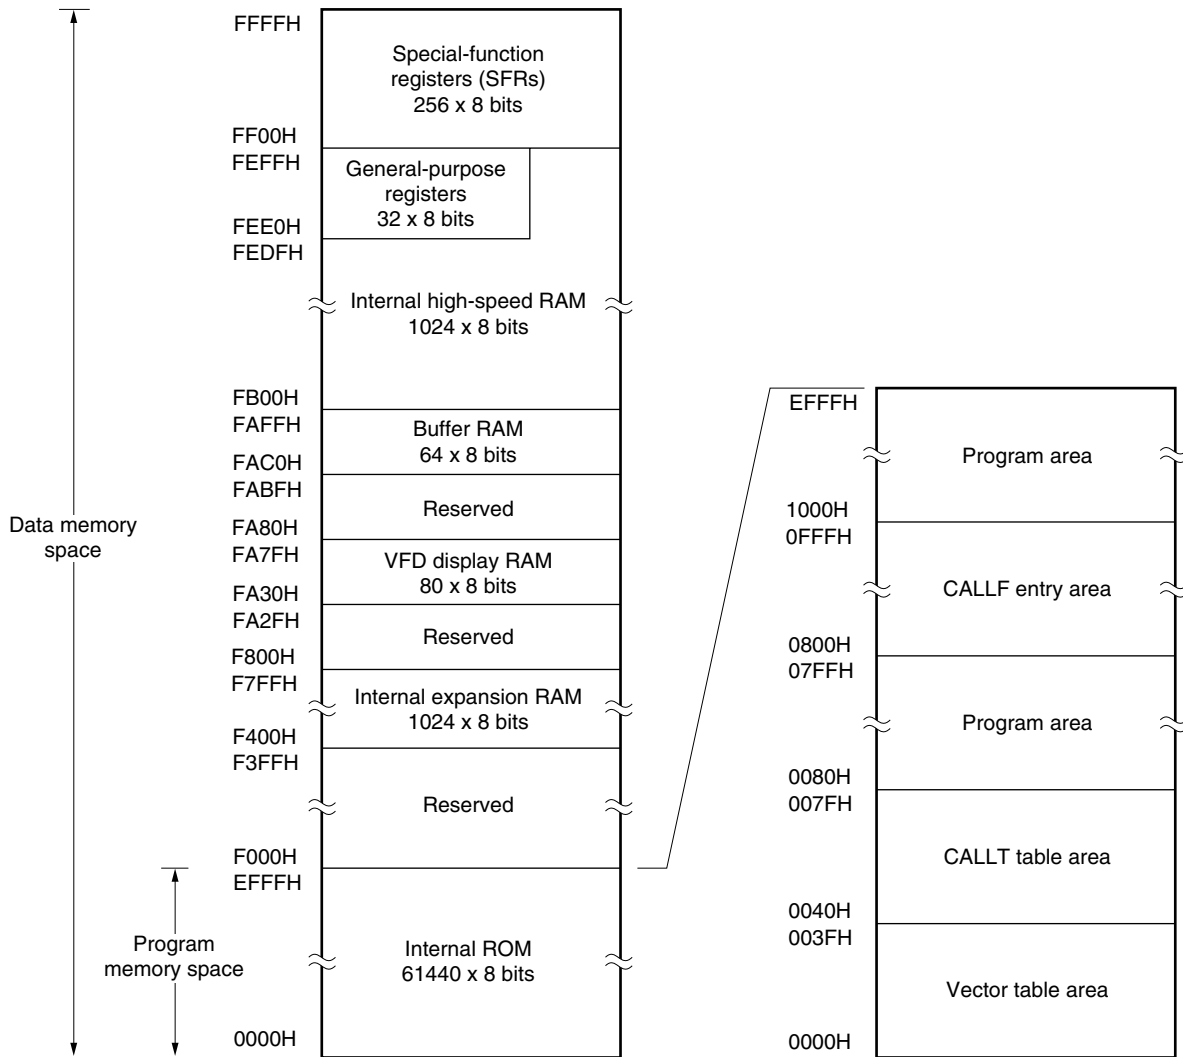 FFFFH
Special-function
registers (SFRs)
256 x 8 bits
FF00H
FEFFH
General-purpose
registers
32 x 8 bits
FEE0H
FEDFH
Internal high-speed RAM
1024 x 8 bits
FB00H
FAFFH
Buffer RAM
64 x 8 bits
FAC0H
FABFH
Reserved
FA80H
FA7FH
VFD display RAM
80 x 8 bits
FA30H
FA2FH
Reserved
F800H
F7FFH
Internal expansion RAM
1024 x 8 bits
F400H
F3FFH
Reserved
F000H
EFFFH
Internal ROM
61440 x 8 bits
0000H
Data memory
space
Program
memory space
EFFFH
Program area
1000H
0FFFH
CALLF entry area
0800H
07FFH
Program area
0080H
007FH
CALLT table area
0040H
003FH
Vector table area
0000H